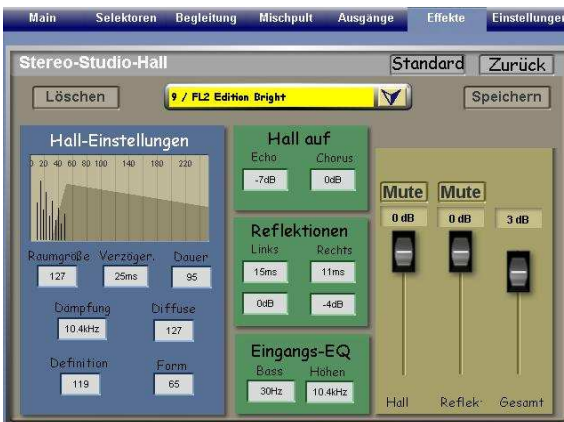 Main Selektoren Begleitung Mischpult Ausgänge Effekte Einstellunge
Stereo-Studio-Hall Standard Zurück
Löschen 9 / FL2 Edition Bright Speichern
Hall-Einstellungen
0 20 40 60 80 100 140 180 220
Raumgröße Verzöger. Dauer
127 25ms 95
Dämpfung Diffuse
10.4kHz 127
Definition Form
119 65
Hall auf
Echo Chorus
-7dB 0dB
Reflektionen
Links Rechts
15ms 11ms
0dB -4dB
Eingangs-EQ
Bass Höhen
30Hz 10.4kHz
Mute Mute
0 dB 0 dB 3 dB
Hall Reflek- Gesamt